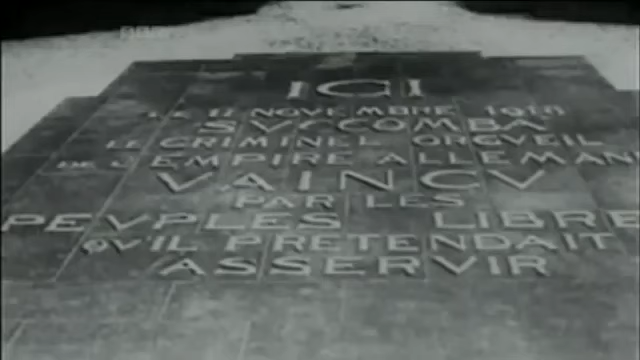 ICI
LE 11 NOVEMBRE 1918
SVCCOMBA
LE CRIMINEL ORGVEIL
DE L'EMPIRE ALLEMAN
VAINCV
PAR LES
PEVPLES LIBRE
QV'IL PRETENDAIT
ASSERVIR